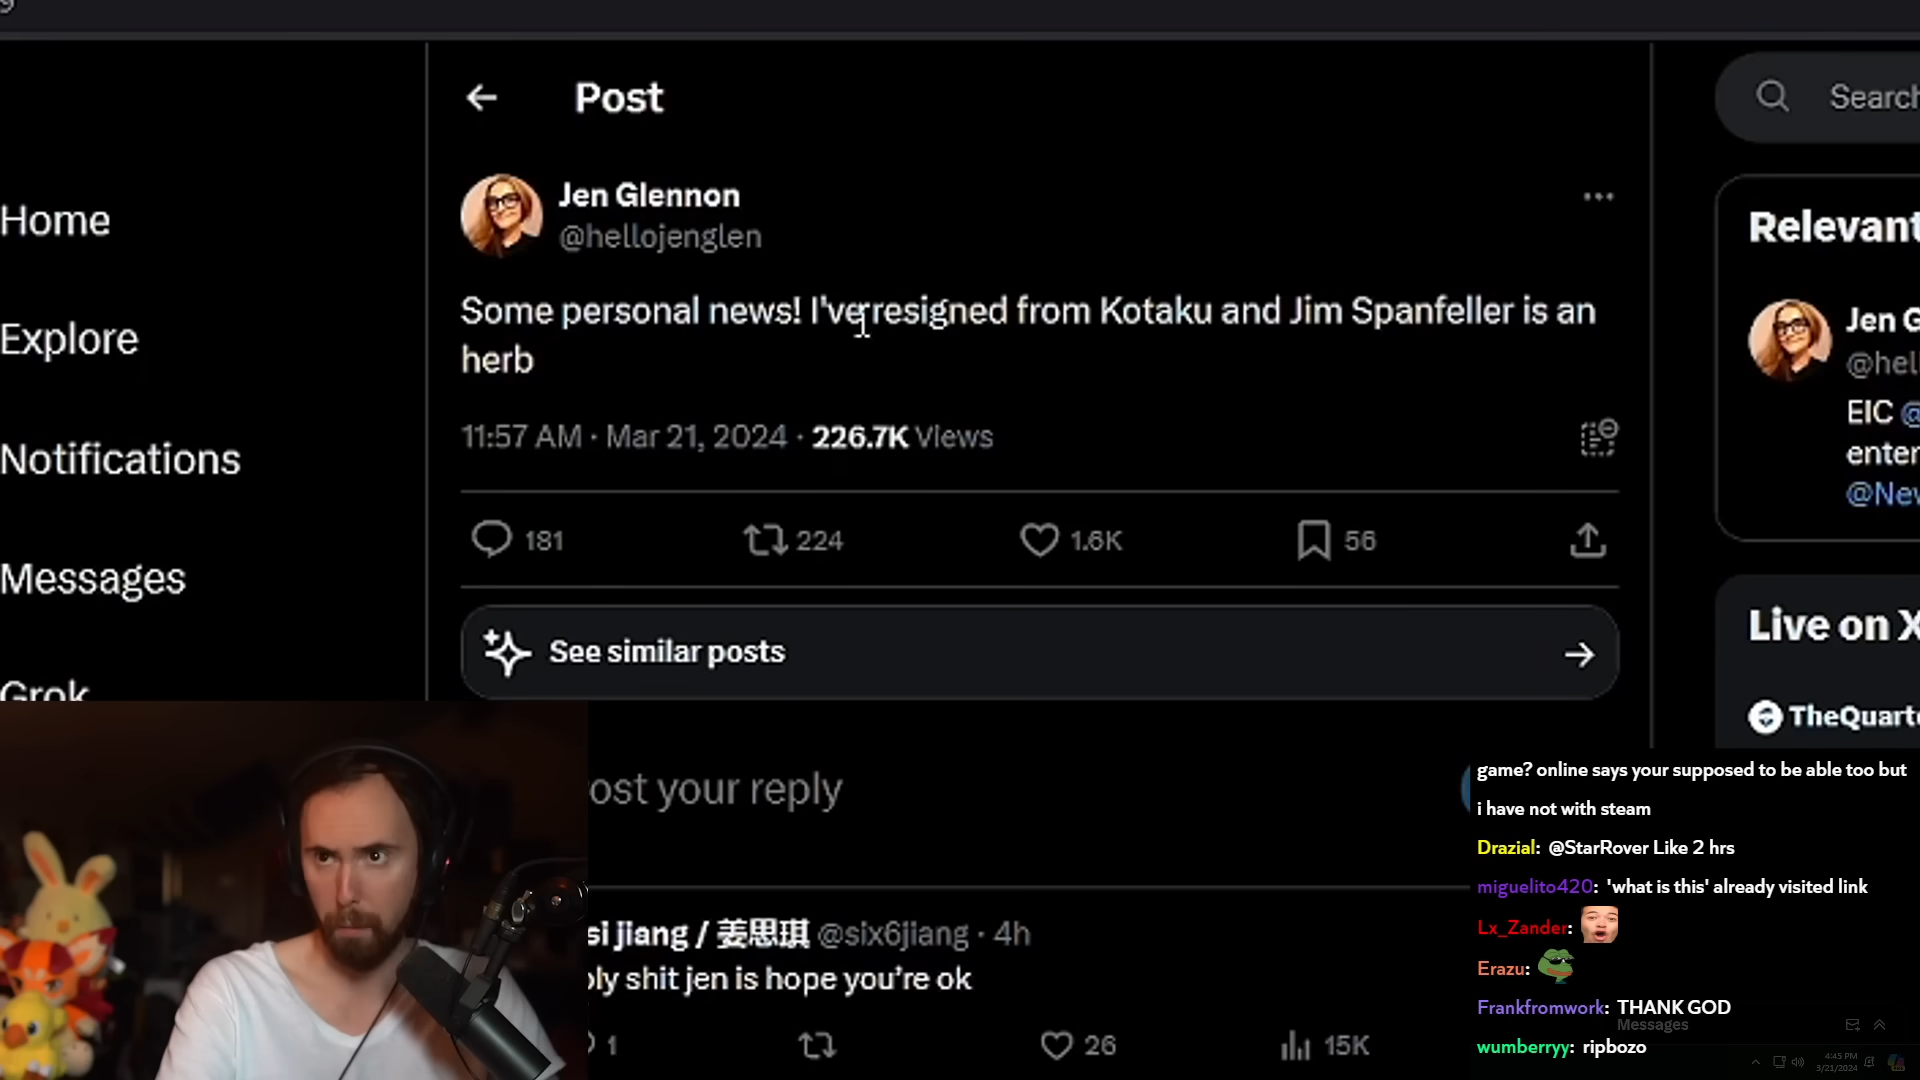 Post
Search
Jen Glennon
@hellojenglen
Some personal news! I've resigned from Kotaku and Jim Spanfeller is an
herb
11:57 AM · Mar 21, 2024 · 226.7K Views
181
224
1.6K
56
See similar posts
ost your reply
si jiang / 姜思琪 @six6jiang · 4h
oly shit jen is hope you're ok
1
26
15K
Home
Explore
Notifications
Messages
Grok
Relevant
Jen G
@hell
EIC @
enter
@New
Live on X
TheQuarte
game? online says your supposed to be able too but
i have not with steam
Drazial: @StarRover Like 2 hrs
miguelito420: 'what is this' already visited link
Lx_Zander:
Erazu:
Frankfromwork: THANK GOD
Messages
wumberryy: ripbozo
4:45 PM
3/21/2024